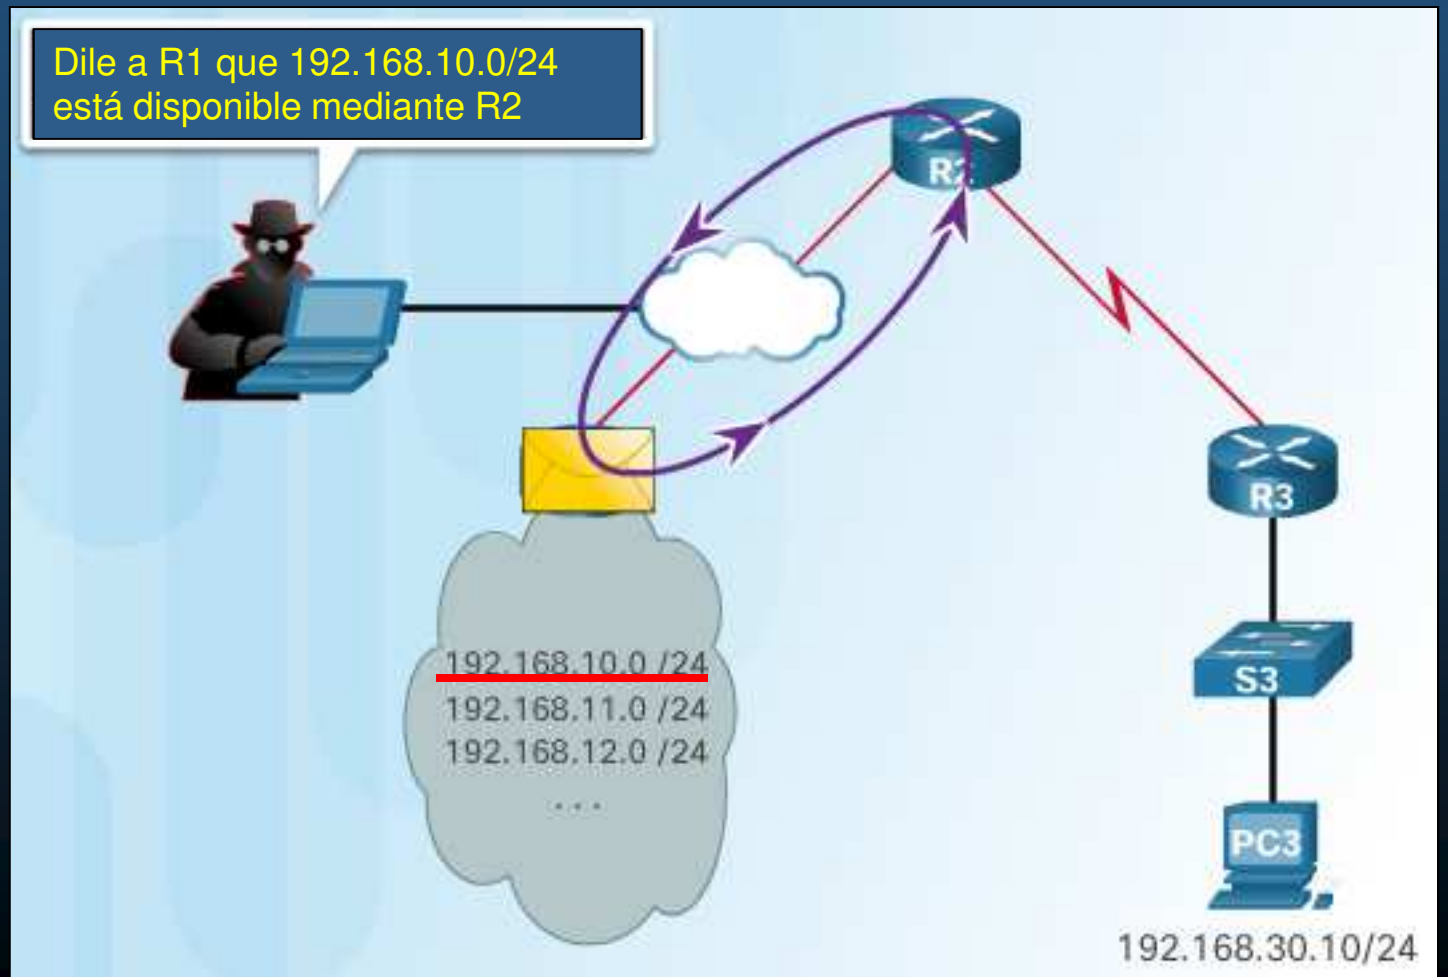 Dile a R1 que 192.168.10.0/24
está disponible mediante R2
R2
R3
192.168.10.0 /24
192.168.11.0 /24
192.168.12.0 /24
. . .
S3
PC3
192.168.30.10/24